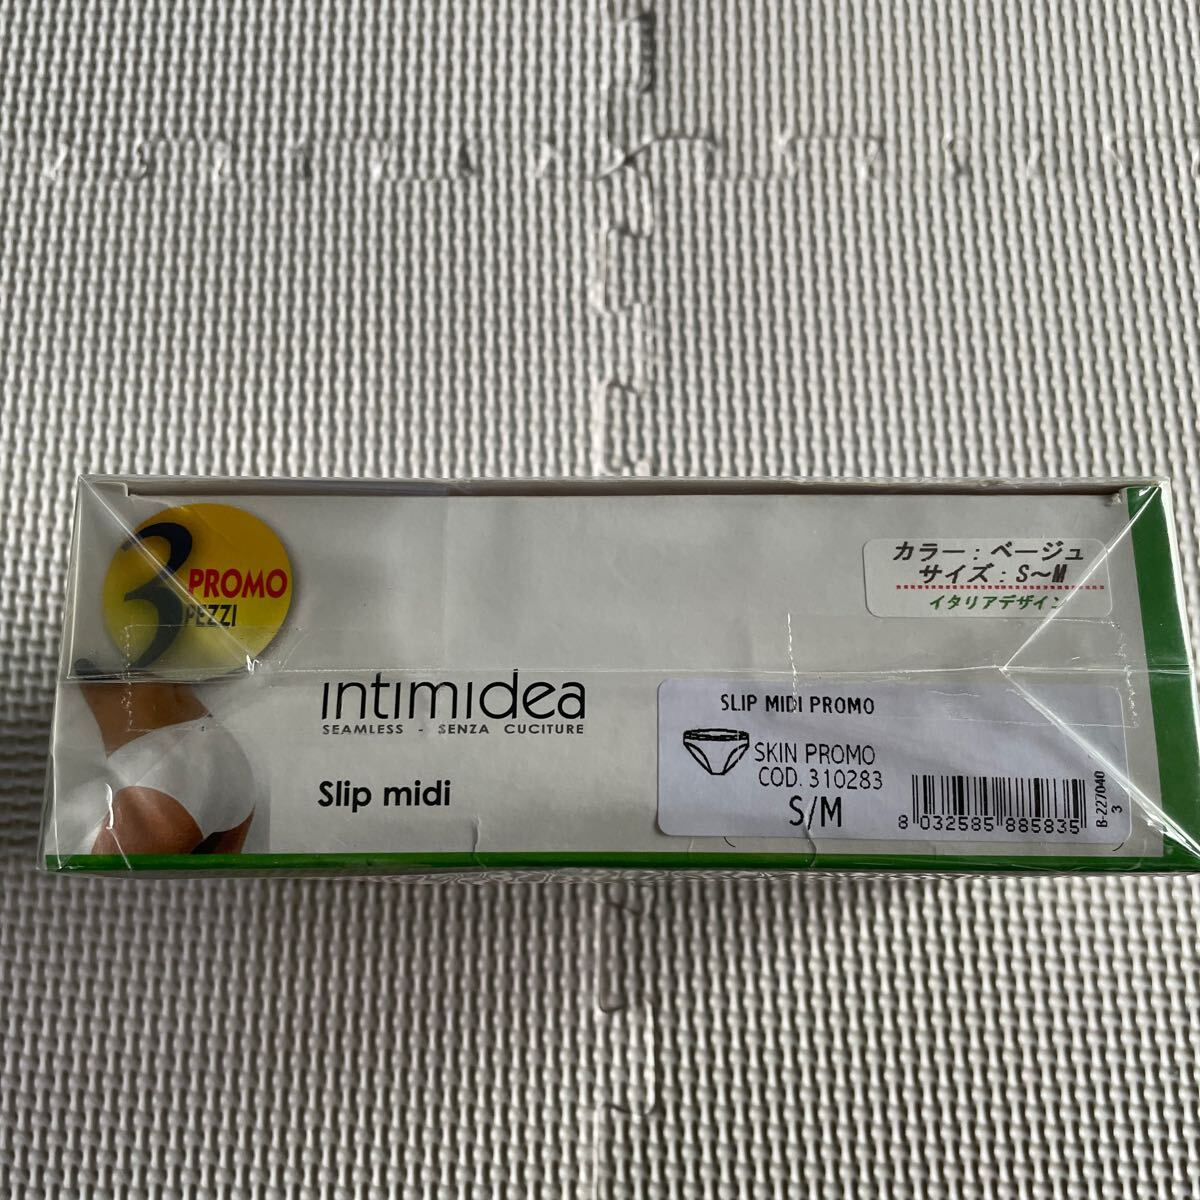 3
PROMO
PEZZI
カラー：ベージュ
サイズ：S～M
イタリアデザイン
intimidea
SEAMLESS - SENZA CUCITURE
Slip midi
SLIP MIDI PROMO
SKIN PROMO
COD. 310283
S/M
8 032585 885835
B-227040
3